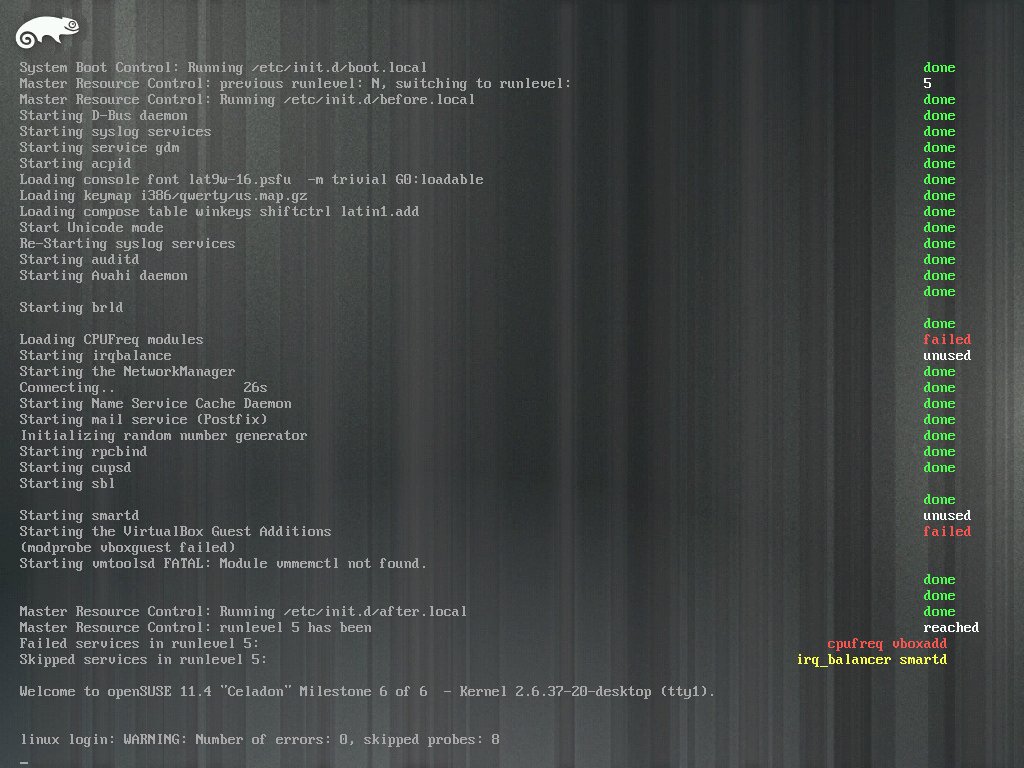 System Boot Control: Running /etc/init.d/boot.local done
Master Resource Control: previous runlevel: N, switching to runlevel: 5
Master Resource Control: Running /etc/init.d/before.local done
Starting D-Bus daemon done
Starting syslog services done
Starting service gdm done
Starting acpid done
Loading console font lat9w-16.psfu  -m trivial G0:loadable done
Loading keymap i386/qwerty/us.map.gz done
Loading compose table winkeys shiftctrl latin1.add done
Start Unicode mode done
Re-Starting syslog services done
Starting auditd done
Starting Avahi daemon done
done
Starting brld
done
Loading CPUFreq modules failed
Starting irqbalance unused
Starting the NetworkManager done
Connecting.. 26s done
Starting Name Service Cache Daemon done
Starting mail service (Postfix) done
Initializing random number generator done
Starting rpcbind done
Starting cupsd done
Starting sbl
done
Starting smartd unused
Starting the VirtualBox Guest Additions failed
(modprobe vboxguest failed)
Starting vmtoolsd FATAL: Module vmmemctl not found.
done
done
Master Resource Control: Running /etc/init.d/after.local done
Master Resource Control: runlevel 5 has been reached
Failed services in runlevel 5: cpufreq vboxadd
Skipped services in runlevel 5: irq_balancer smartd
Welcome to openSUSE 11.4 "Celadon" Milestone 6 of 6  - Kernel 2.6.37-20-desktop (tty1).
linux login: WARNING: Number of errors: 0, skipped probes: 8
_